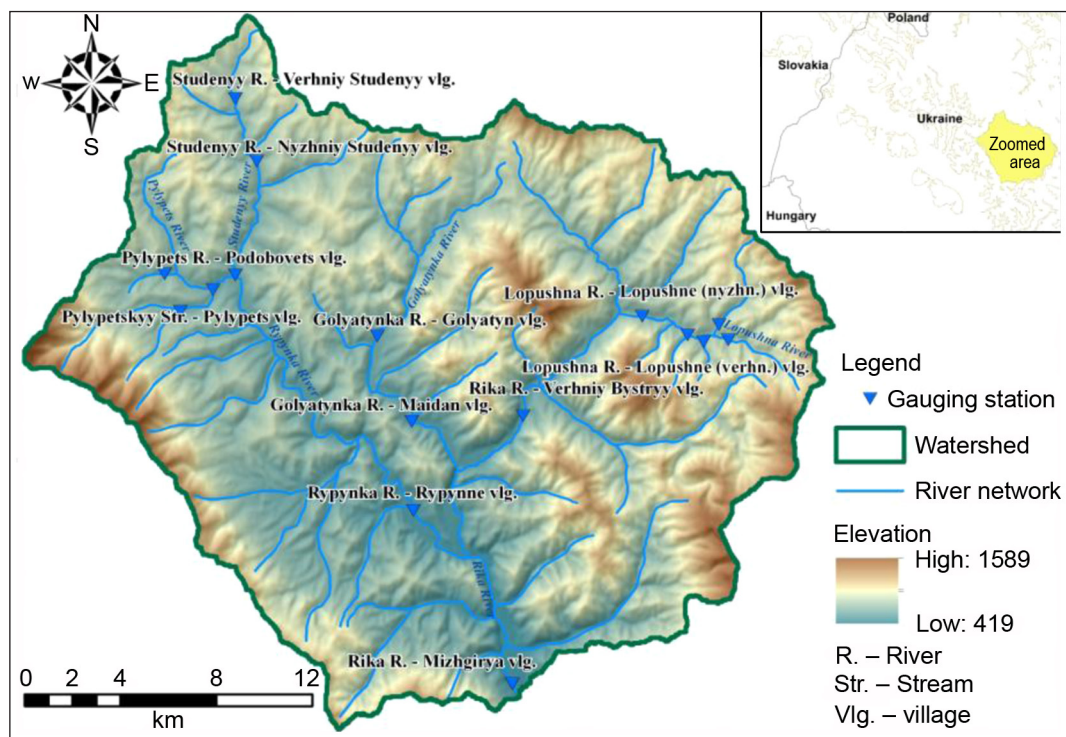 N
W
E
S
Studenyy R. - Verhniy Studenyy vlg.
Studenyy R. - Nyzhniy Studenyy vlg.
Pylypets River
Studenyy River
Pylypets R. - Podobovets vlg.
Pylypetskyy Str. - Pylypets vlg.
Golyatynka River
Golyatynka R. - Golyatyn vlg.
Rypynka River
Lopushna R. - Lopushne (nyzhn.) vlg.
Lopushna River
Lopushna R. - Lopushne (verhn.) vlg.
Rika R. - Verhniy Bystryy vlg.
Golyatynka R. - Maidan vlg.
Rypynka R. - Rypynne vlg.
Rika River
Rika R. - Mizhgirya vlg.
0 2 4 8 12
km
Poland
Slovakia
Ukraine
Zoomed
area
Hungary
Legend
Gauging station
Watershed
River network
Elevation
High: 1589
Low: 419
R. – River
Str. – Stream
Vlg. – village